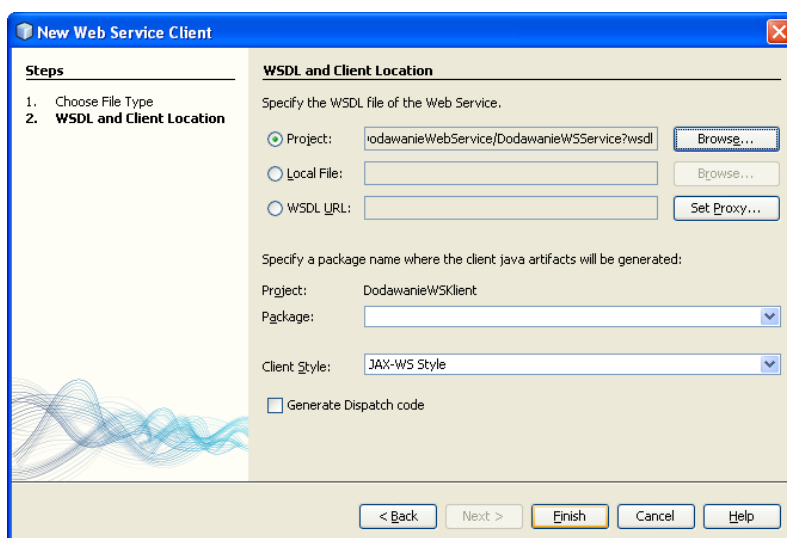 New Web Service Client
Steps
1. Choose File Type
2. WSDL and Client Location
WSDL and Client Location
Specify the WSDL file of the Web Service.
Project: odawanieWebService/DodawanieWSService?wsdl Browse...
Local File: Browse...
WSDL URL: Set Proxy...
Specify a package name where the client java artifacts will be generated:
Project: DodawanieWSKlient
Package:
Client Style: JAX-WS Style
Generate Dispatch code
< Back Next > Finish Cancel Help